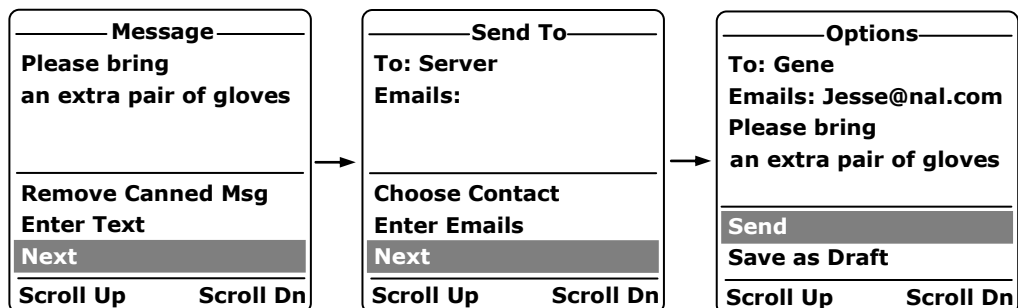 Message
Please bring
an extra pair of gloves
Remove Canned Msg
Enter Text
Next
Scroll Up Scroll Dn
Send To
To: Server
Emails:
Choose Contact
Enter Emails
Next
Scroll Up Scroll Dn
Options
To: Gene
Emails: Jesse@nal.com
Please bring
an extra pair of gloves
Send
Save as Draft
Scroll Up Scroll Dn